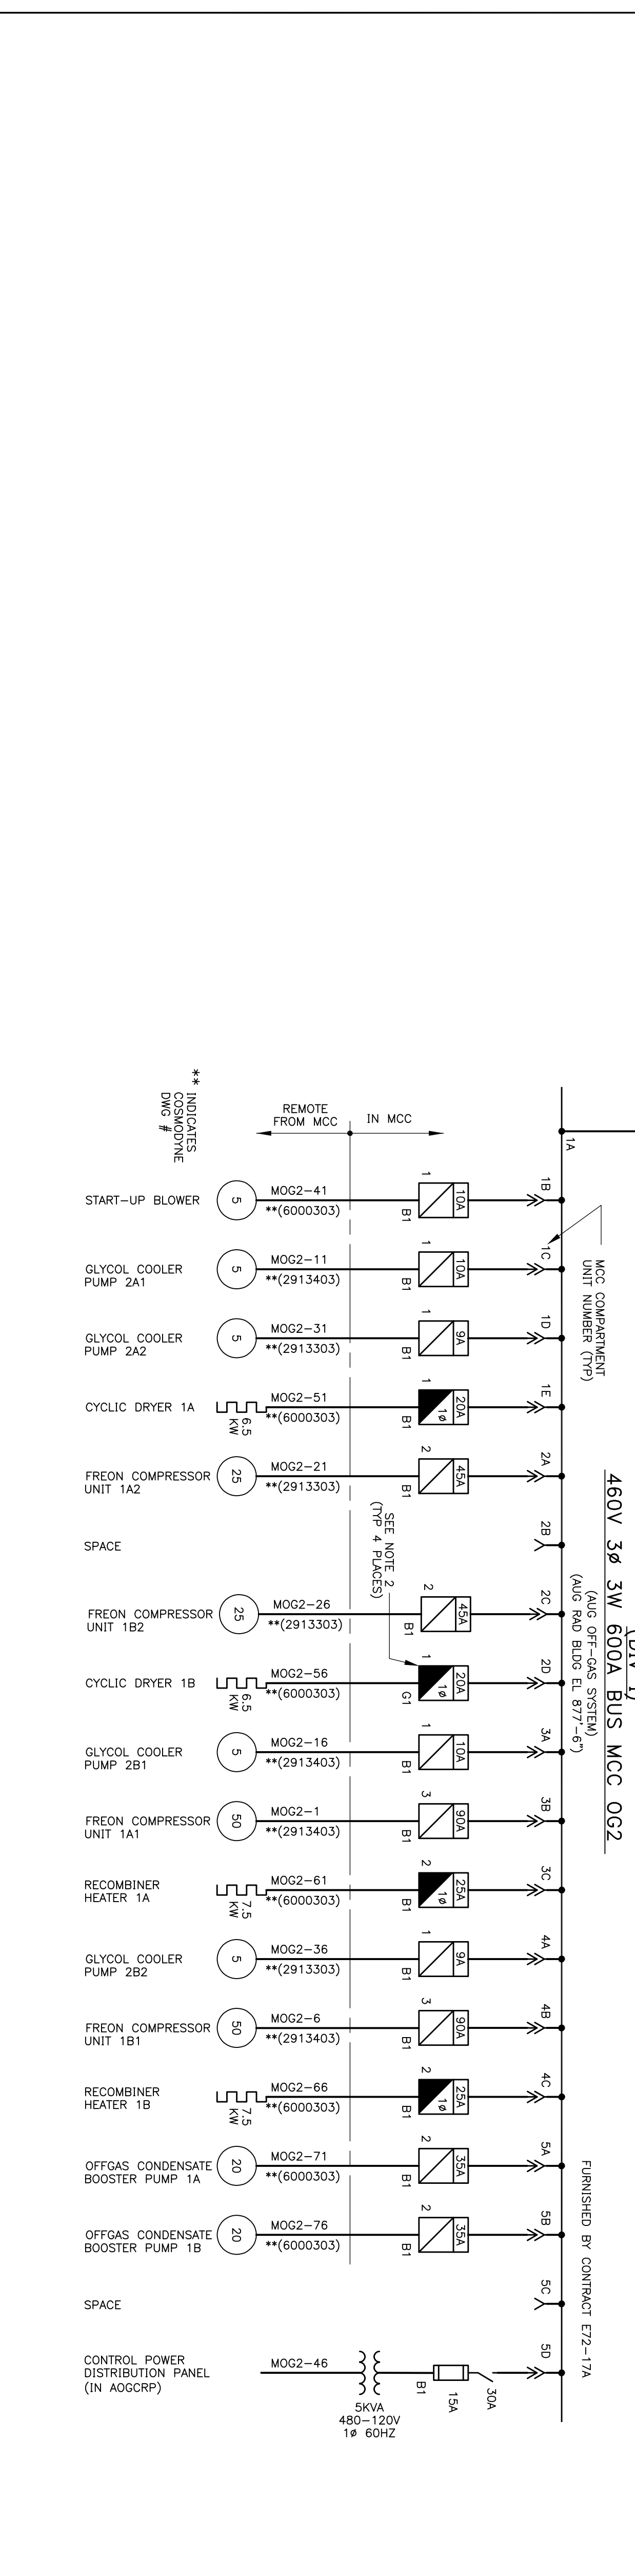 ** INDICATES
COSMODYNE
DWG #
REMOTE
FROM MCC
IN MCC
1A
MCC COMPARTMENT
UNIT NUMBER (TYP)
(DIV 1)
460V 3Ø 3W 600A BUS MCC OG2
(AUG OFF-GAS SYSTEM)
(AUG RAD BLDG EL 877'-6")
FURNISHED BY CONTRACT E72-17A
START-UP BLOWER
5
MOG2-41
**(6000303)
1
10A
B1
1B
GLYCOL COOLER
PUMP 2A1
5
MOG2-11
**(2913403)
1
10A
B1
1C
GLYCOL COOLER
PUMP 2A2
5
MOG2-31
**(2913303)
1
9A
B1
1D
CYCLIC DRYER 1A
6.5
KW
MOG2-51
**(6000303)
1
20A
1Ø
B1
1E
FREON COMPRESSOR
UNIT 1A2
25
MOG2-21
**(2913303)
2
45A
B1
2A
SPACE
2B
SEE NOTE 2
(TYP 4 PLACES)
FREON COMPRESSOR
UNIT 1B2
25
MOG2-26
**(2913303)
2
45A
B1
2C
CYCLIC DRYER 1B
6.5
KW
MOG2-56
**(6000303)
1
20A
1Ø
G1
2D
GLYCOL COOLER
PUMP 2B1
5
MOG2-16
**(2913403)
1
10A
B1
3A
FREON COMPRESSOR
UNIT 1A1
50
MOG2-1
**(2913403)
3
90A
B1
3B
RECOMBINER
HEATER 1A
7.5
KW
MOG2-61
**(6000303)
2
25A
1Ø
B1
3C
GLYCOL COOLER
PUMP 2B2
5
MOG2-36
**(2913303)
1
9A
B1
4A
FREON COMPRESSOR
UNIT 1B1
50
MOG2-6
**(2913403)
3
90A
B1
4B
RECOMBINER
HEATER 1B
7.5
KW
MOG2-66
**(6000303)
2
25A
1Ø
B1
4C
OFFGAS CONDENSATE
BOOSTER PUMP 1A
20
MOG2-71
**(6000303)
2
35A
B1
5A
OFFGAS CONDENSATE
BOOSTER PUMP 1B
20
MOG2-76
**(6000303)
2
35A
B1
5B
SPACE
5C
CONTROL POWER
DISTRIBUTION PANEL
(IN AOGCRP)
MOG2-46
5KVA
480-120V
1Ø 60HZ
B1
15A
30A
5D